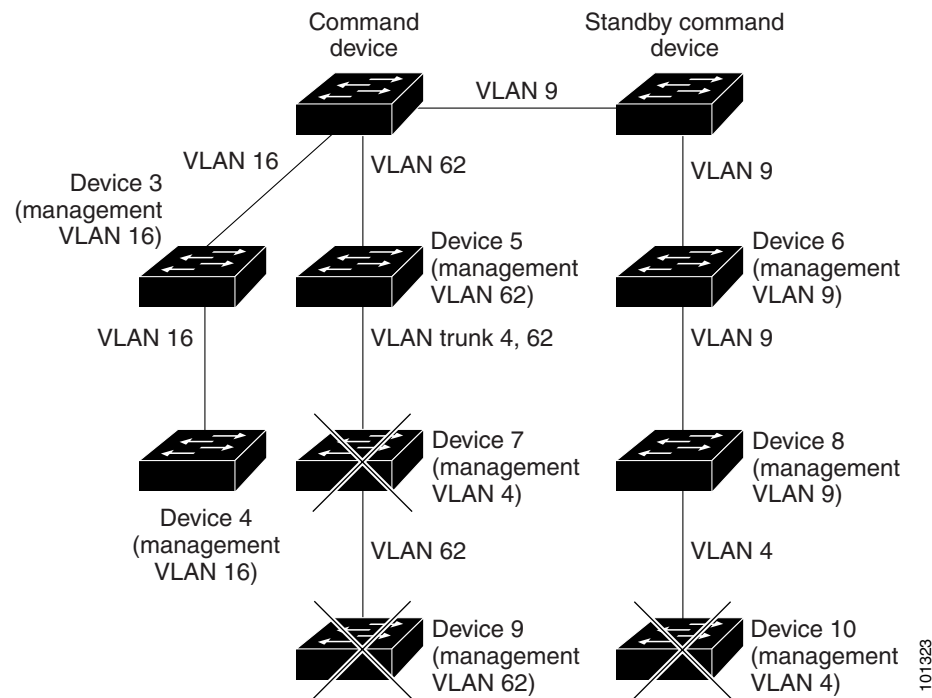 Command
device
Standby command
device
VLAN 9
VLAN 16
VLAN 62
VLAN 9
Device 3
(management
VLAN 16)
Device 5
(management
VLAN 62)
Device 6
(management
VLAN 9)
VLAN 16
VLAN trunk 4, 62
VLAN 9
Device 4
(management
VLAN 16)
Device 7
(management
VLAN 4)
Device 8
(management
VLAN 9)
VLAN 62
VLAN 4
Device 9
(management
VLAN 62)
Device 10
(management
VLAN 4)
101323